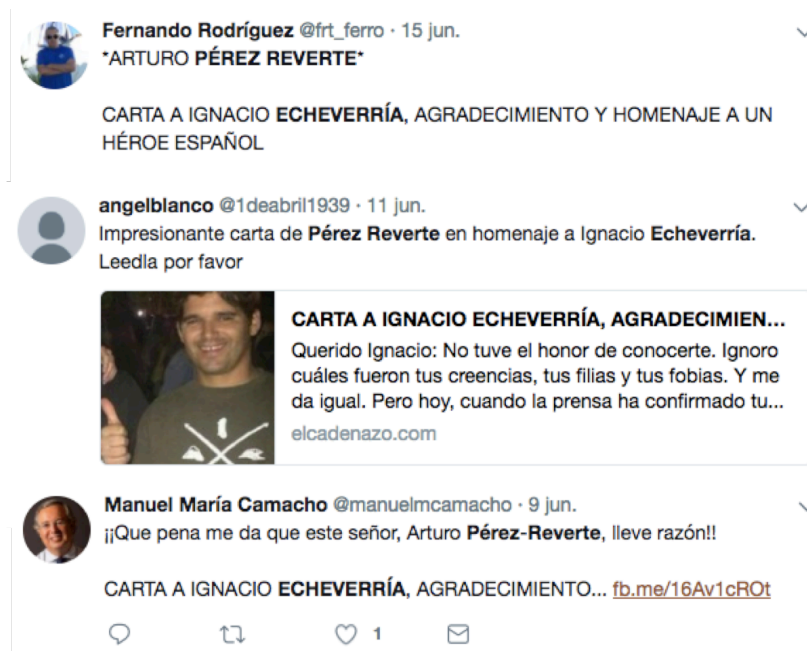 Fernando Rodríguez @frt_ferro · 15 jun.
*ARTURO PÉREZ REVERTE*
CARTA A IGNACIO ECHEVERRÍA, AGRADECIMIENTO Y HOMENAJE A UN
HÉROE ESPAÑOL
angelblanco @1deabril1939 · 11 jun.
Impresionante carta de Pérez Reverte en homenaje a Ignacio Echeverría.
Leedla por favor
CARTA A IGNACIO ECHEVERRÍA, AGRADECIMIEN...
Querido Ignacio: No tuve el honor de conocerte. Ignoro
cuáles fueron tus creencias, tus filias y tus fobias. Y me
da igual. Pero hoy, cuando la prensa ha confirmado tu...
elcadenazo.com
Manuel María Camacho @manuelmcamacho · 9 jun.
¡¡Que pena me da que este señor, Arturo Pérez-Reverte, lleve razón!!
CARTA A IGNACIO ECHEVERRÍA, AGRADECIMIENTO... fb.me/16Av1cROt
1